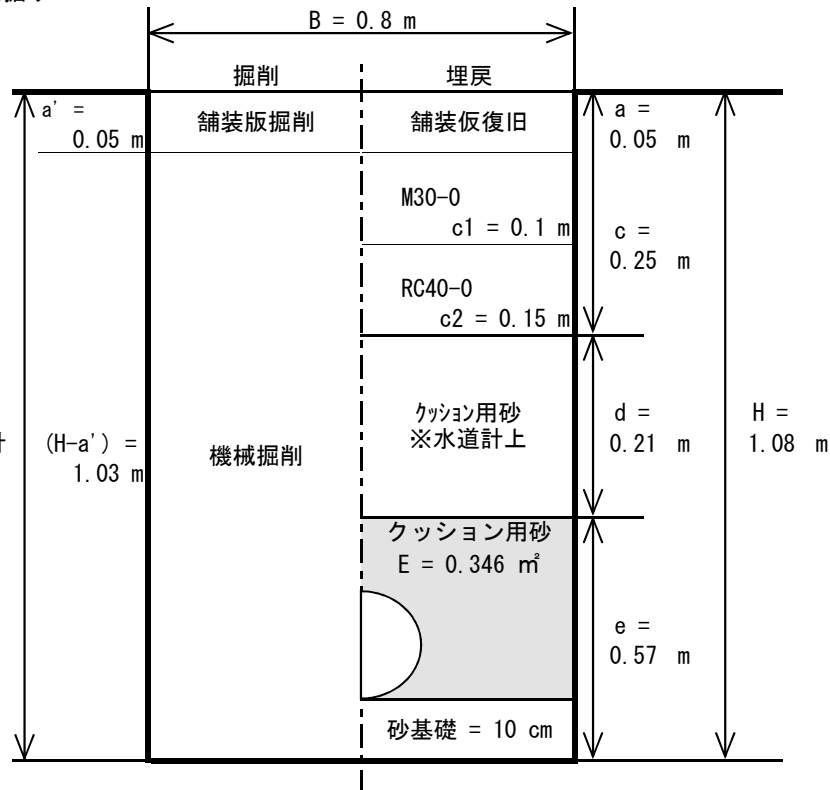 B = 0.8 m
掘削
埋戻
a' =
0.05 m
舗装版掘削
舗装仮復旧
a =
0.05 m
M30-0
c1 = 0.1 m
c =
0.25 m
RC40-0
c2 = 0.15 m
(H-a') =
1.03 m
機械掘削
ｸｯｼｮﾝ用砂
※水道計上
d =
0.21 m
H =
1.08 m
クッション用砂
E = 0.346 ㎡
e =
0.57 m
砂基礎 = 10 cm